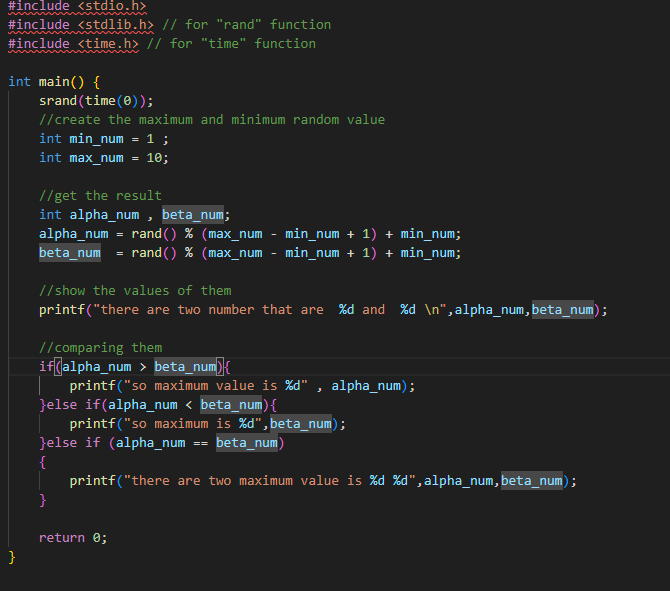 #include <stdio.h>
#include <stdlib.h> // for "rand" function
#include <time.h> // for "time" function

int main() {
    srand(time(0));
    //create the maximum and minimum random value
    int min_num = 1 ;
    int max_num = 10;

    //get the result
    int alpha_num , beta_num;
    alpha_num = rand() % (max_num - min_num + 1) + min_num;
    beta_num  = rand() % (max_num - min_num + 1) + min_num;

    //show the values of them
    printf("there are two number that are  %d and  %d \n",alpha_num,beta_num);

    //comparing them
    if(alpha_num > beta_num){
        printf("so maximum value is %d" , alpha_num);
    }else if(alpha_num < beta_num){
        printf("so maximum is %d",beta_num);
    }else if (alpha_num == beta_num)
    {
        printf("there are two maximum value is %d %d",alpha_num,beta_num);
    }

    return 0;
}